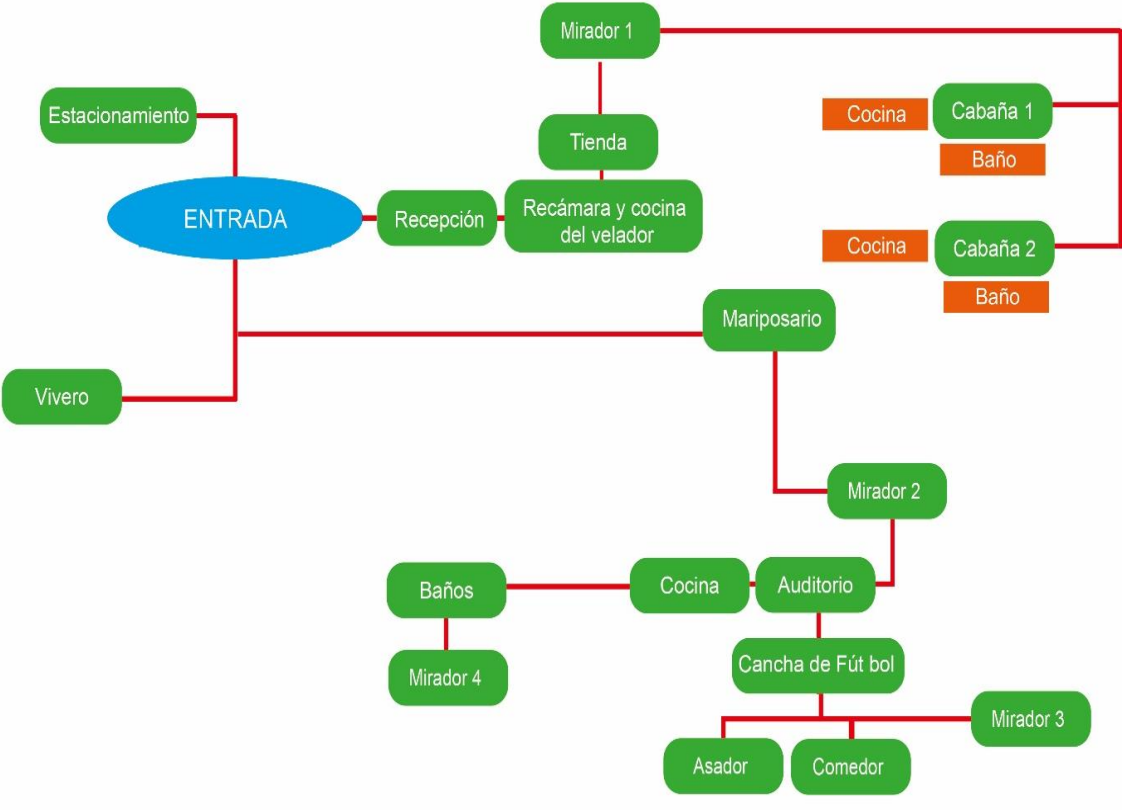 Mirador 1
Estacionamiento
Cocina
Cabaña 1
Tienda
Baño
ENTRADA
Recepción
Recámara y cocina
del velador
Cocina
Cabaña 2
Baño
Mariposario
Vivero
Mirador 2
Baños
Cocina
Auditorio
Mirador 4
Cancha de Fút bol
Mirador 3
Asador
Comedor